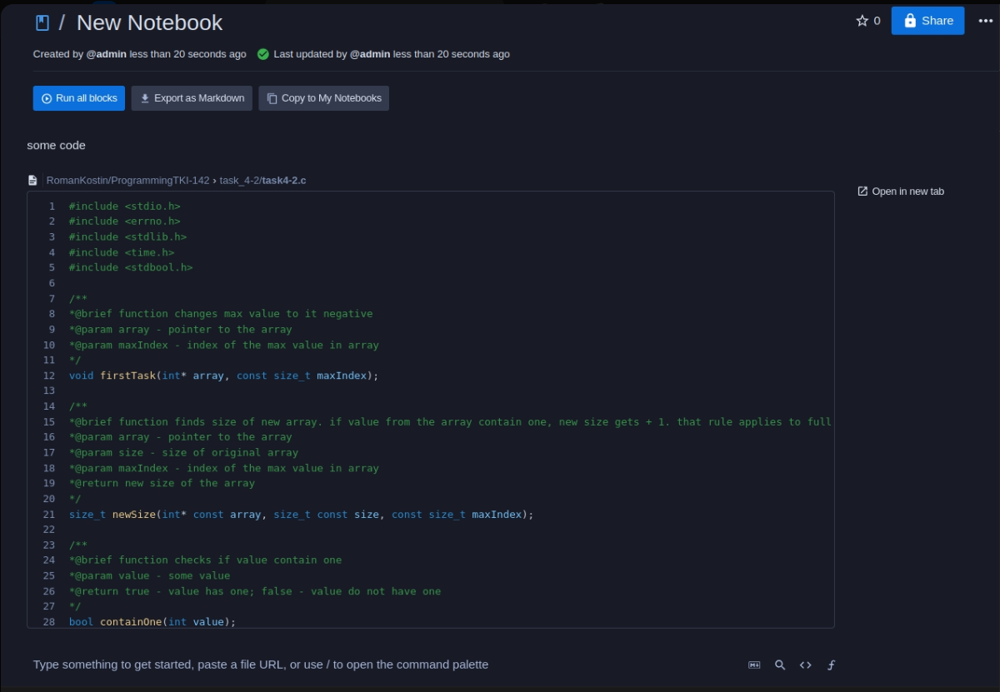 / New Notebook
0 Share
Created by @admin less than 20 seconds ago Last updated by @admin less than 20 seconds ago
Run all blocks Export as Markdown Copy to My Notebooks
some code
RomanKostin/ProgrammingTKI-142 › task_4-2/task4-2.c
Open in new tab
1 #include <stdio.h>
2 #include <errno.h>
3 #include <stdlib.h>
4 #include <time.h>
5 #include <stdbool.h>
6
7 /**
8 *@brief function changes max value to it negative
9 *@param array - pointer to the array
10 *@param maxIndex - index of the max value in array
11 */
12 void firstTask(int* array, const size_t maxIndex);
13
14 /**
15 *@brief function finds size of new array. if value from the array contain one, new size gets + 1. that rule applies to full
16 *@param array - pointer to the array
17 *@param size - size of original array
18 *@param maxIndex - index of the max value in array
19 *@return new size of the array
20 */
21 size_t newSize(int* const array, size_t const size, const size_t maxIndex);
22
23 /**
24 *@brief function checks if value contain one
25 *@param value - some value
26 *@return true - value has one; false - value do not have one
27 */
28 bool containOne(int value);
Type something to get started, paste a file URL, or use / to open the command palette